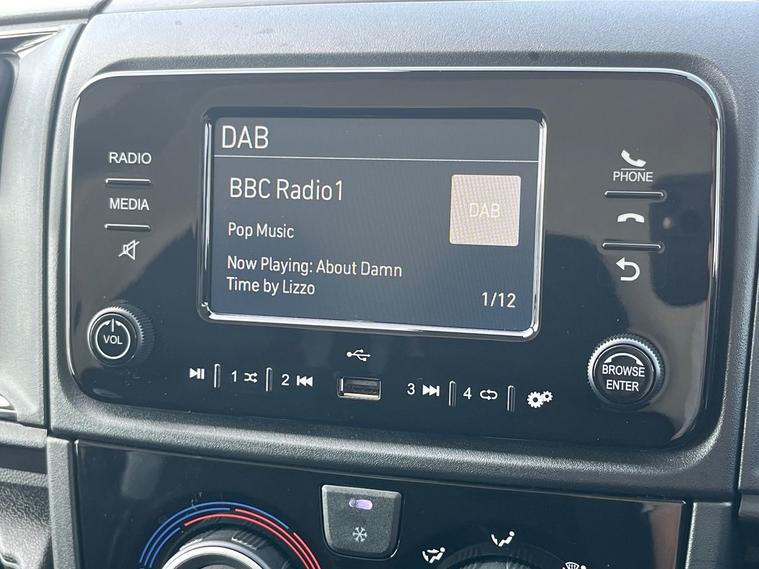 DAB
BBC Radio1
DAB
Pop Music
Now Playing: About Damn
Time by Lizzo
1/12
RADIO
MEDIA
VOL
PHONE
BROWSE
ENTER
1
2
3
4